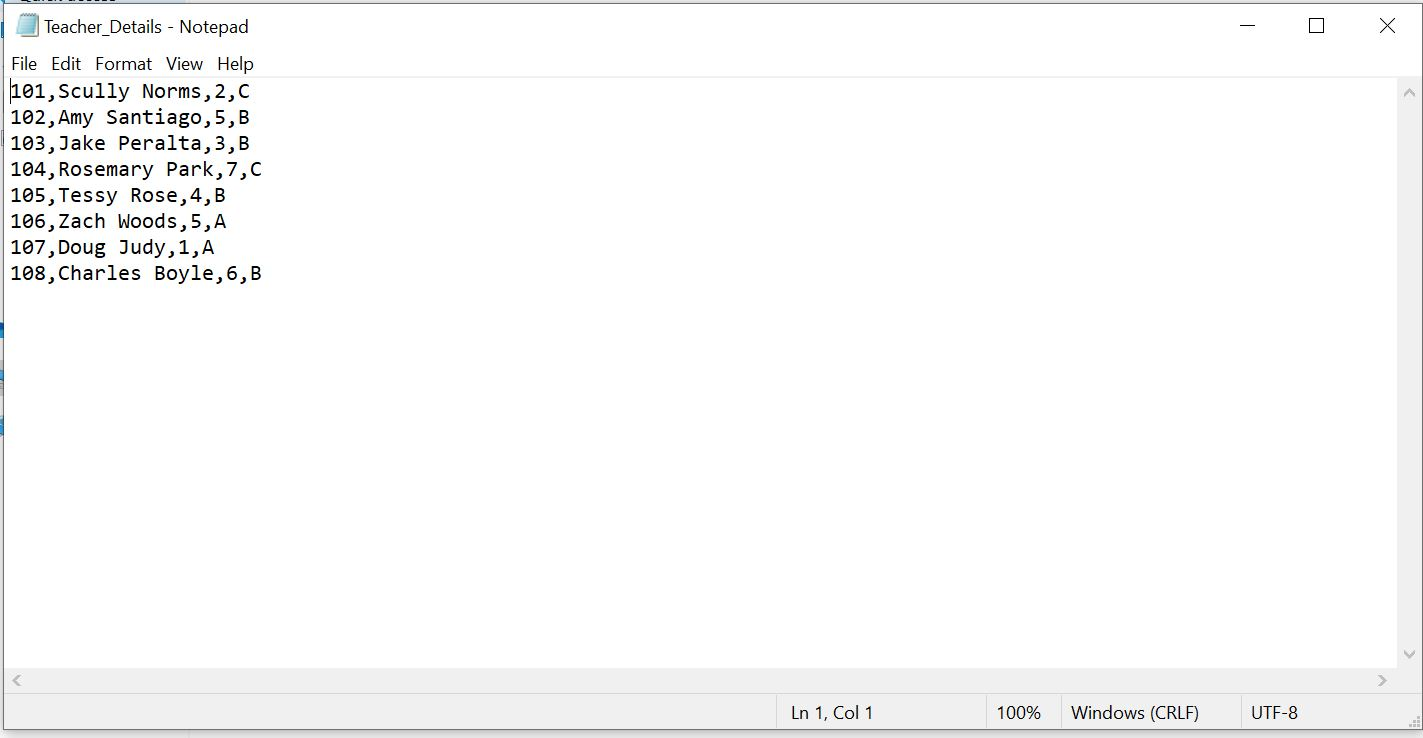 Teacher_Details - Notepad
File Edit Format View Help
101,Scully Norms,2,C
102,Amy Santiago,5,B
103,Jake Peralta,3,B
104,Rosemary Park,7,C
105,Tessy Rose,4,B
106,Zach Woods,5,A
107,Doug Judy,1,A
108,Charles Boyle,6,B
Ln 1, Col 1 100% Windows (CRLF) UTF-8